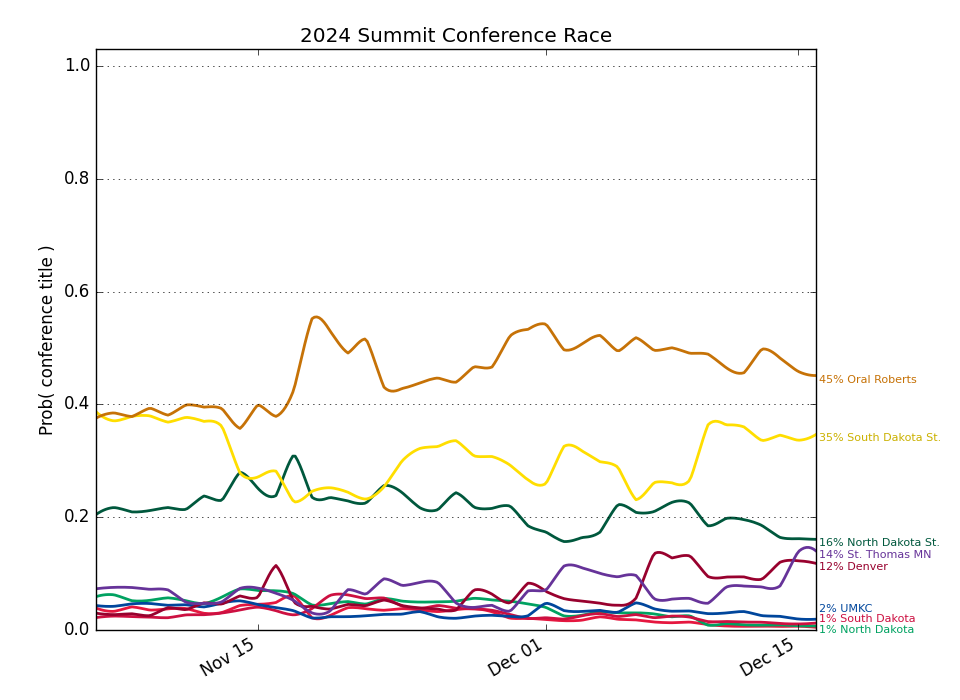 2024 Summit Conference Race
Prob( conference title )
1.0
0.8
0.6
0.4
0.2
0.0
Nov 15
Dec 01
Dec 15
45% Oral Roberts
35% South Dakota St.
16% North Dakota St.
14% St. Thomas MN
12% Denver
2% UMKC
1% South Dakota
1% North Dakota